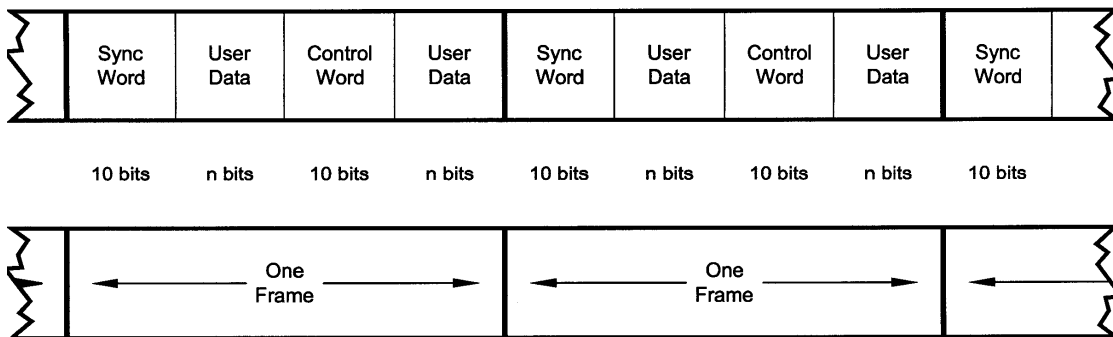 Sync User Control User Sync User Control User Sync
Word Data Word Data Word Data Word Data Word
10 bits n bits 10 bits n bits 10 bits n bits 10 bits n bits 10 bits
One One
Frame Frame